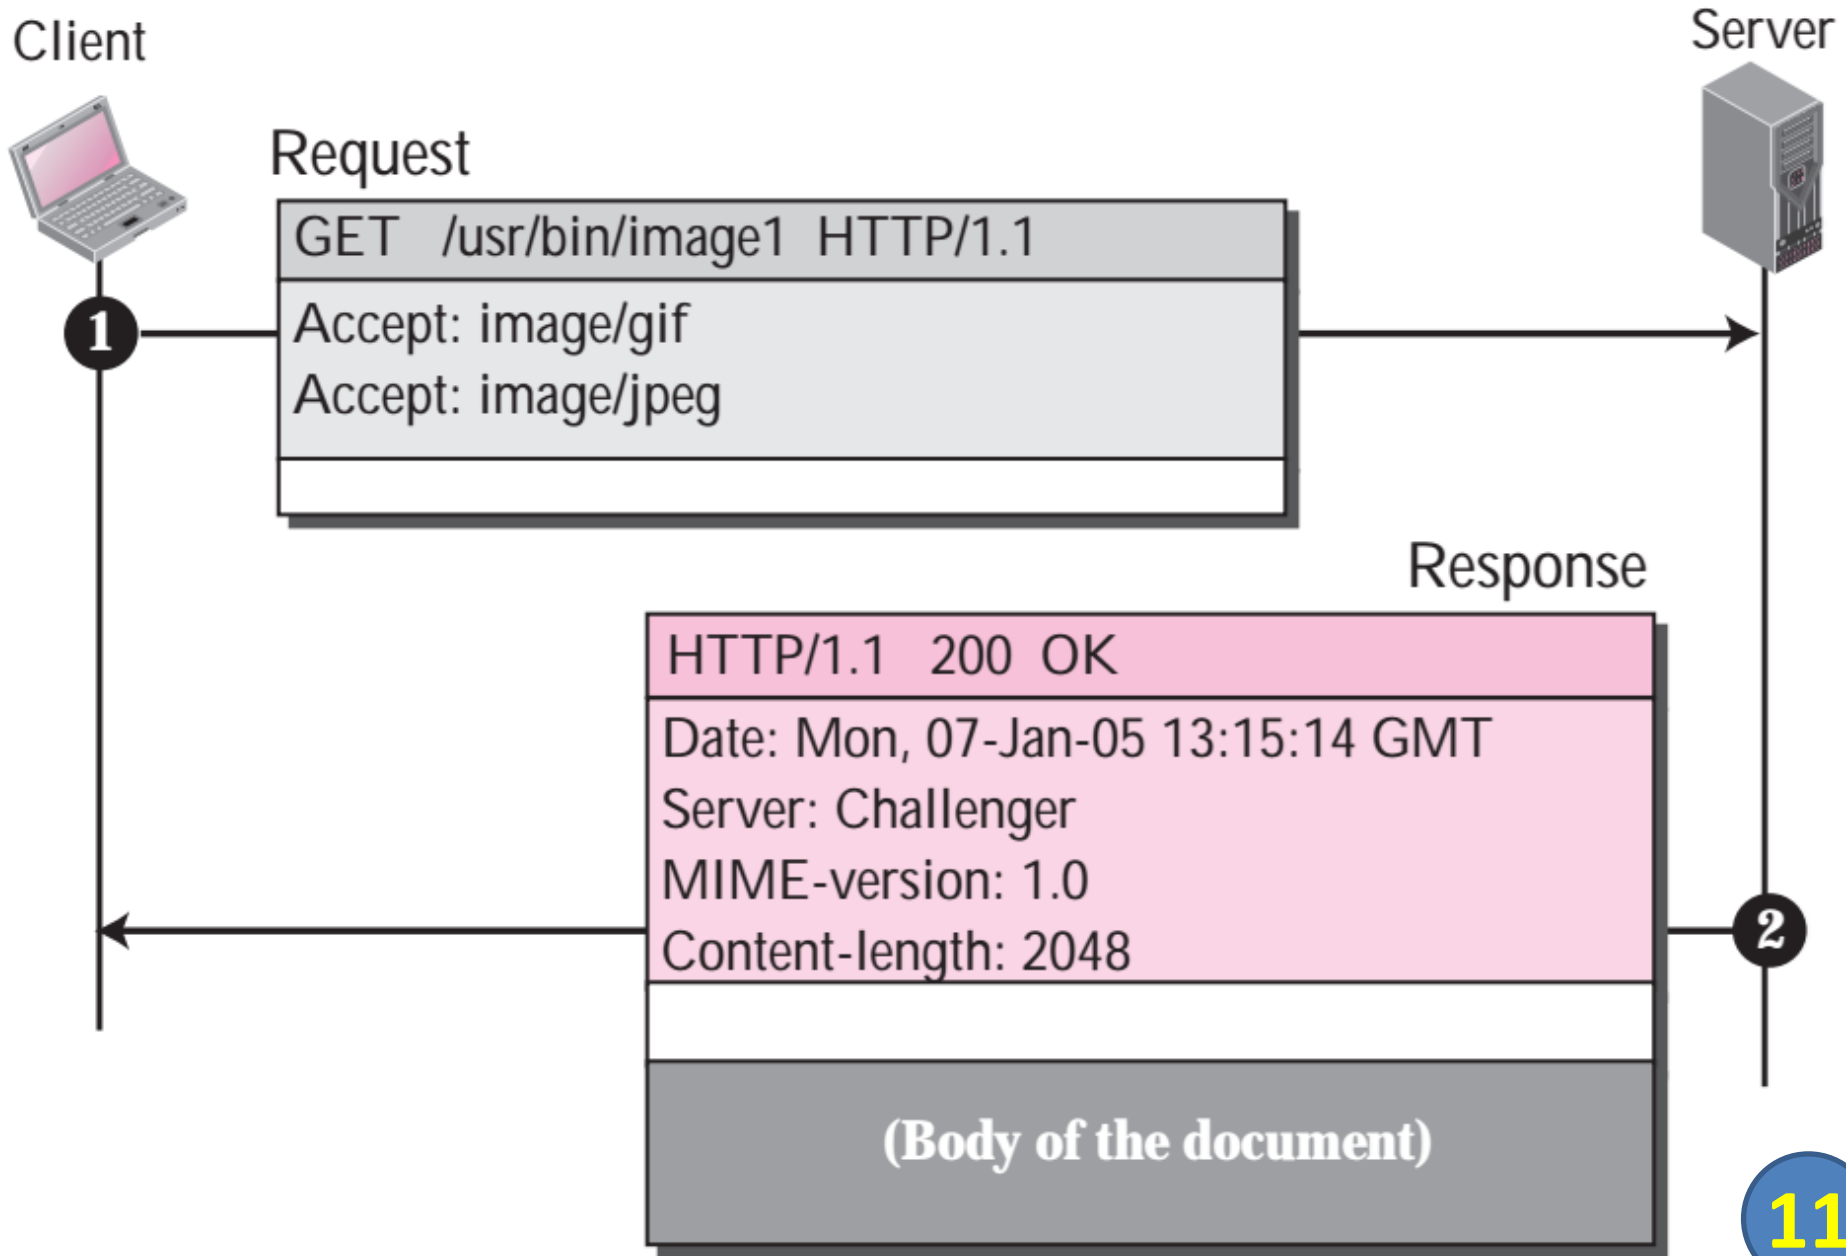 Client
Server
Request
GET /usr/bin/image1 HTTP/1.1
1
Accept: image/gif
Accept: image/jpeg
Response
HTTP/1.1 200 OK
Date: Mon, 07-Jan-05 13:15:14 GMT
Server: Challenger
MIME-version: 1.0
2
Content-length: 2048
(Body of the document)
11